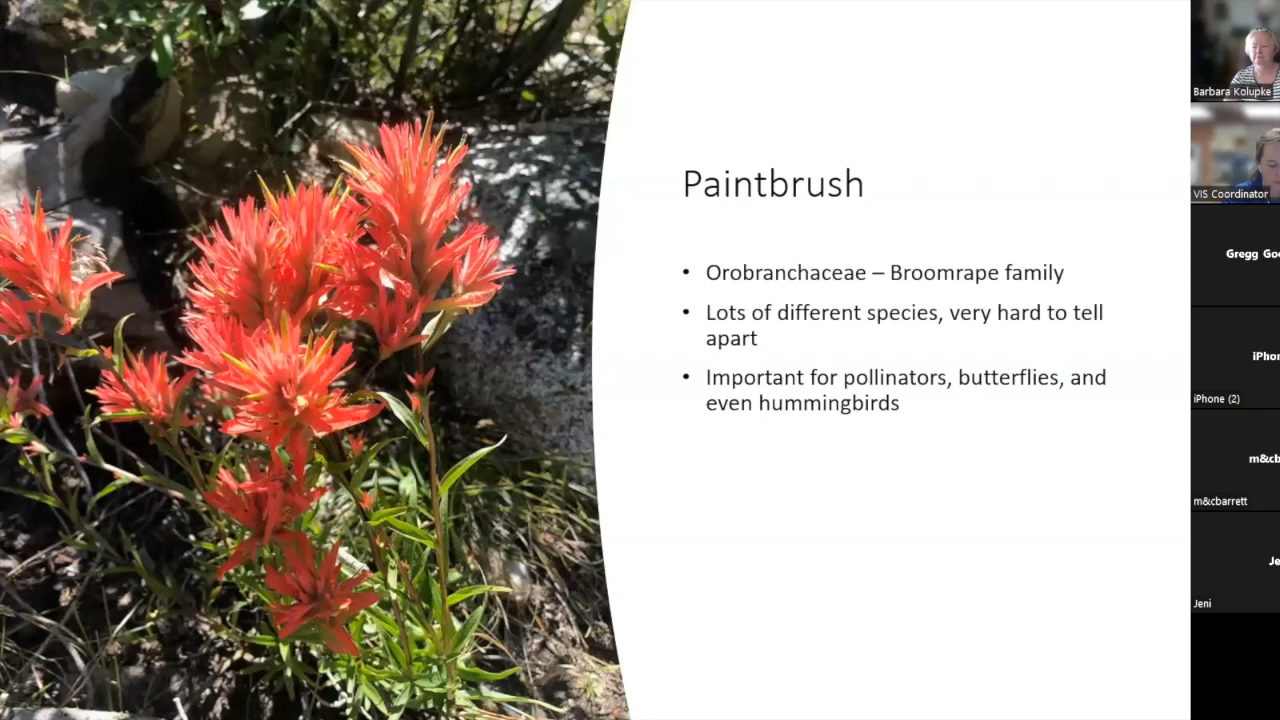 Paintbrush
• Orobranchaceae – Broomrape family
• Lots of different species, very hard to tell
apart
• Important for pollinators, butterflies, and
even hummingbirds
Barbara Kolupke
VIS Coordinator
Gregg Goo
iPhon
iPhone (2)
m&cb
m&cbarrett
Je
Jeni